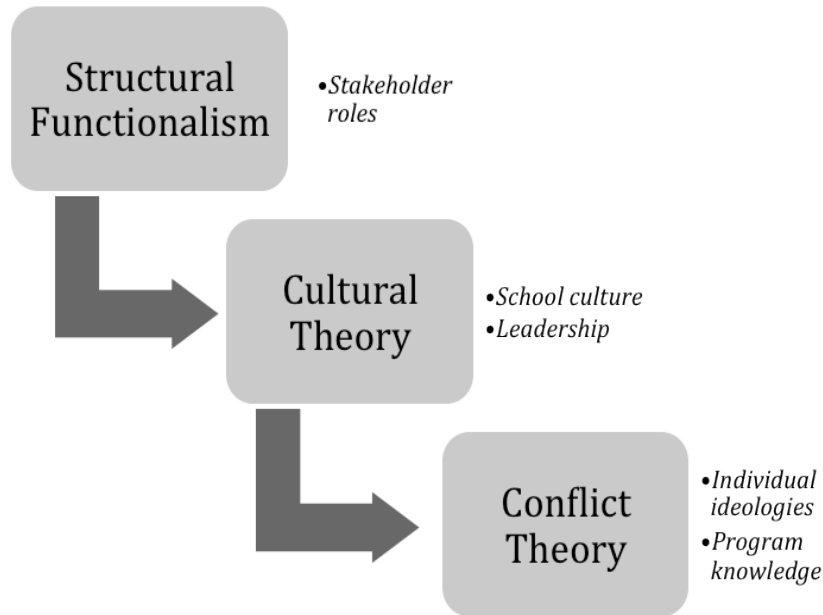 Structural
Functionalism
•Stakeholder
roles
Cultural
Theory
•School culture
•Leadership
Conflict
Theory
•Individual
ideologies
•Program
knowledge